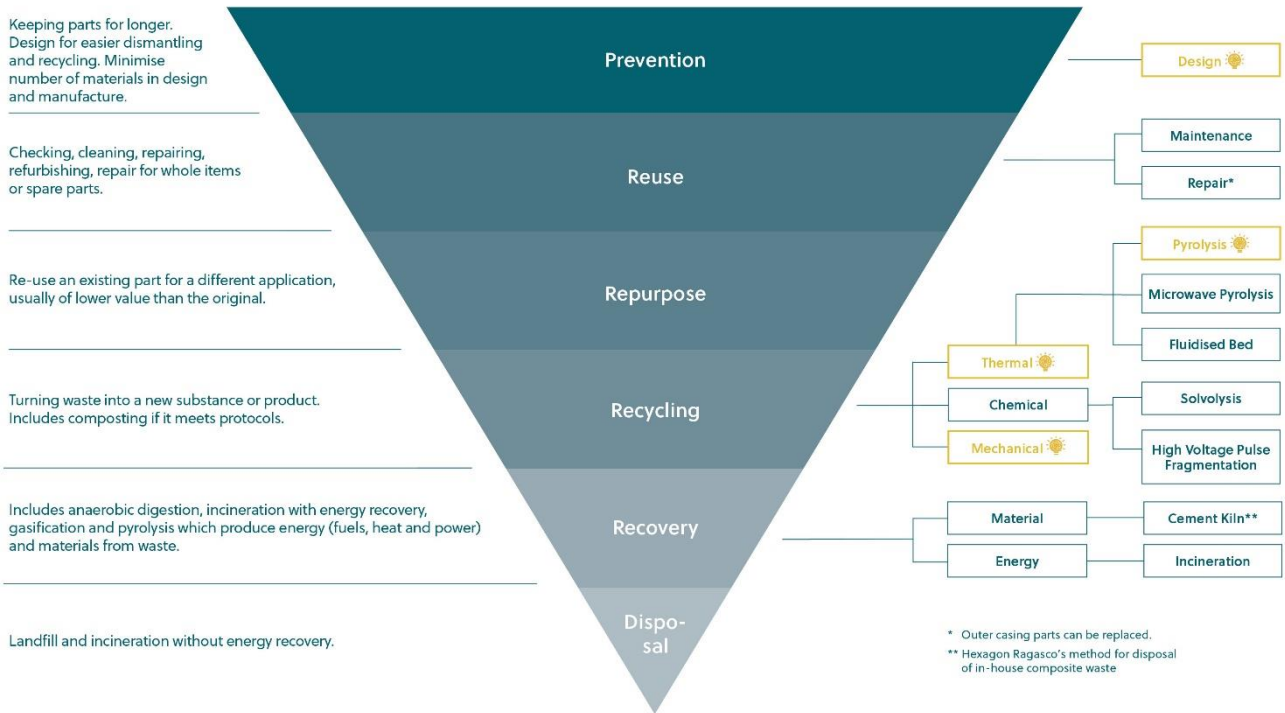 Keeping parts for longer.
Design for easier dismantling
and recycling. Minimise
number of materials in design
and manufacture.
Prevention
Design
Checking, cleaning, repairing,
refurbishing, repair for whole items
or spare parts.
Reuse
Maintenance
Repair*
Re-use an existing part for a different application,
usually of lower value than the original.
Repurpose
Pyrolysis
Microwave Pyrolysis
Fluidised Bed
Turning waste into a new substance or product.
Includes composting if it meets protocols.
Recycling
Thermal
Chemical
Mechanical
Solvolysis
High Voltage Pulse
Fragmentation
Includes anaerobic digestion, incineration with energy recovery,
gasification and pyrolysis which produce energy (fuels, heat and power)
and materials from waste.
Recovery
Material
Cement Kiln**
Energy
Incineration
Landfill and incineration without energy recovery.
Dispo-
sal
* Outer casing parts can be replaced.
** Hexagon Ragasco's method for disposal
of in-house composite waste